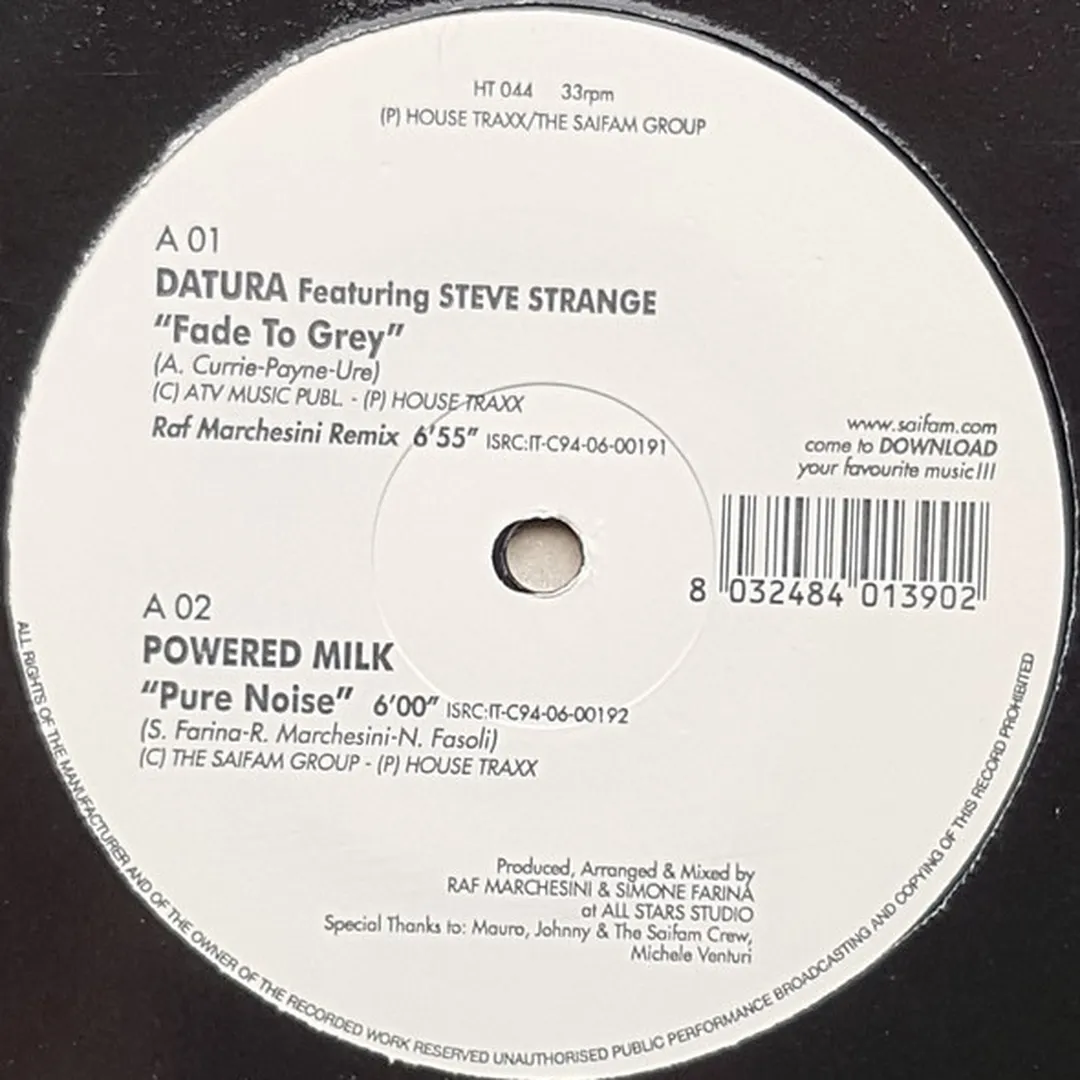 HT 044 33rpm
(P) HOUSE TRAXX/THE SAIFAM GROUP
A 01
DATURA Featuring STEVE STRANGE
"Fade To Grey"
(A. Currie-Payne-Ure)
(C) ATV MUSIC PUBL. - (P) HOUSE TRAXX
Raf Marchesini Remix 6'55" ISRC:IT-C94-06-00191
www.saifam.com
come to DOWNLOAD
your favourite music!!!
8 032484 013902
A 02
POWERED MILK
"Pure Noise" 6'00" ISRC:IT-C94-06-00192
(S. Farina-R. Marchesini-N. Fasoli)
(C) THE SAIFAM GROUP - (P) HOUSE TRAXX
Produced, Arranged & Mixed by
RAF MARCHESINI & SIMONE FARINA
at ALL STARS STUDIO
Special Thanks to: Mauro, Johnny & The Saifam Crew,
Michele Venturi
ALL RIGHTS OF THE MANUFACTURER AND OF THE OWNER OF THE RECORDED WORK RESERVED UNAUTHORISED PUBLIC PERFORMANCE BROADCASTING AND COPYING OF THIS RECORD PROHIBITED